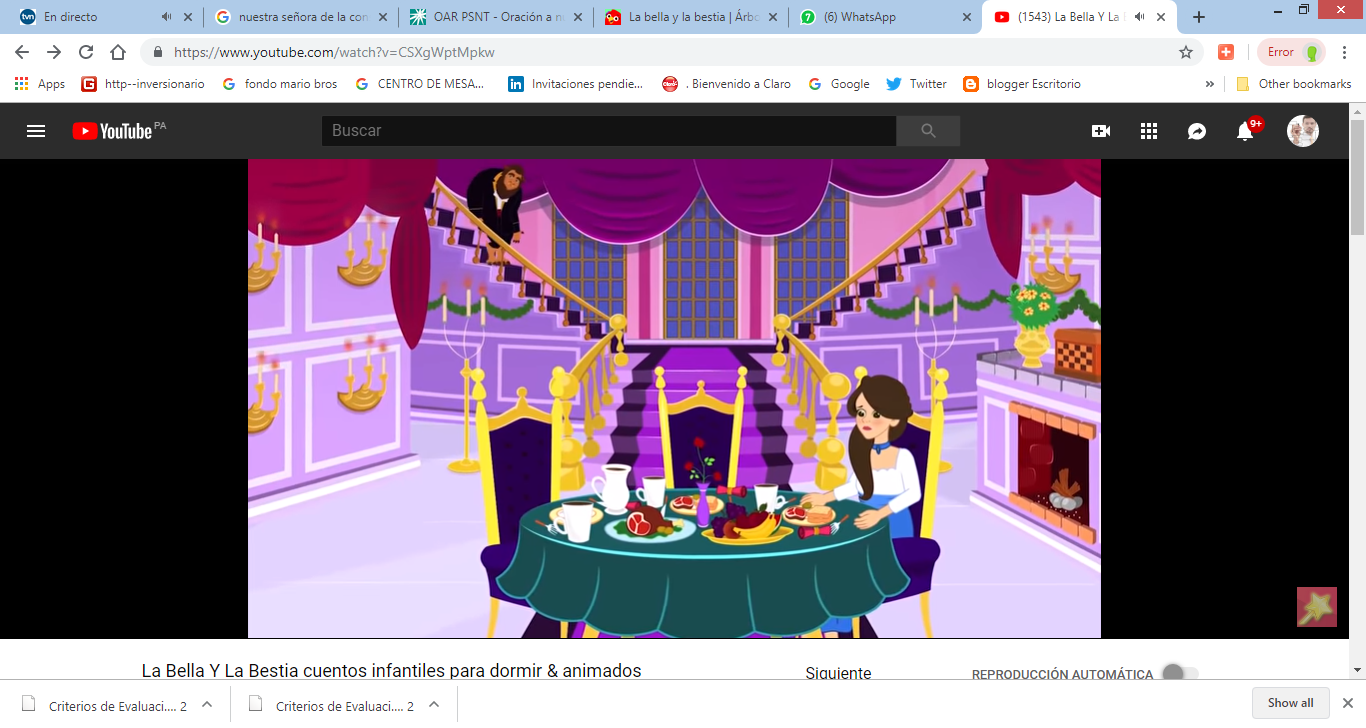 tvn En directo
nuestra señora de la con
OAR PSNT - Oración a m
La bella y la bestia | Árbo
(6) WhatsApp
(1543) La Bella Y La
https://www.youtube.com/watch?v=CSXgWptMpkw
Error
Apps
http--inversionario
fondo mario bros
CENTRO DE MESA...
Invitaciones pendie...
. Bienvenido a Claro
Google
Twitter
blogger Escritorio
»
Other bookmarks
YouTube PA
Buscar
9+
La Bella Y La Bestia cuentos infantiles para dormir & animados
Siguiente
REPRODUCCIÓN AUTOMÁTICA
Criterios de Evaluaci.... 2
Criterios de Evaluaci.... 2
Show all